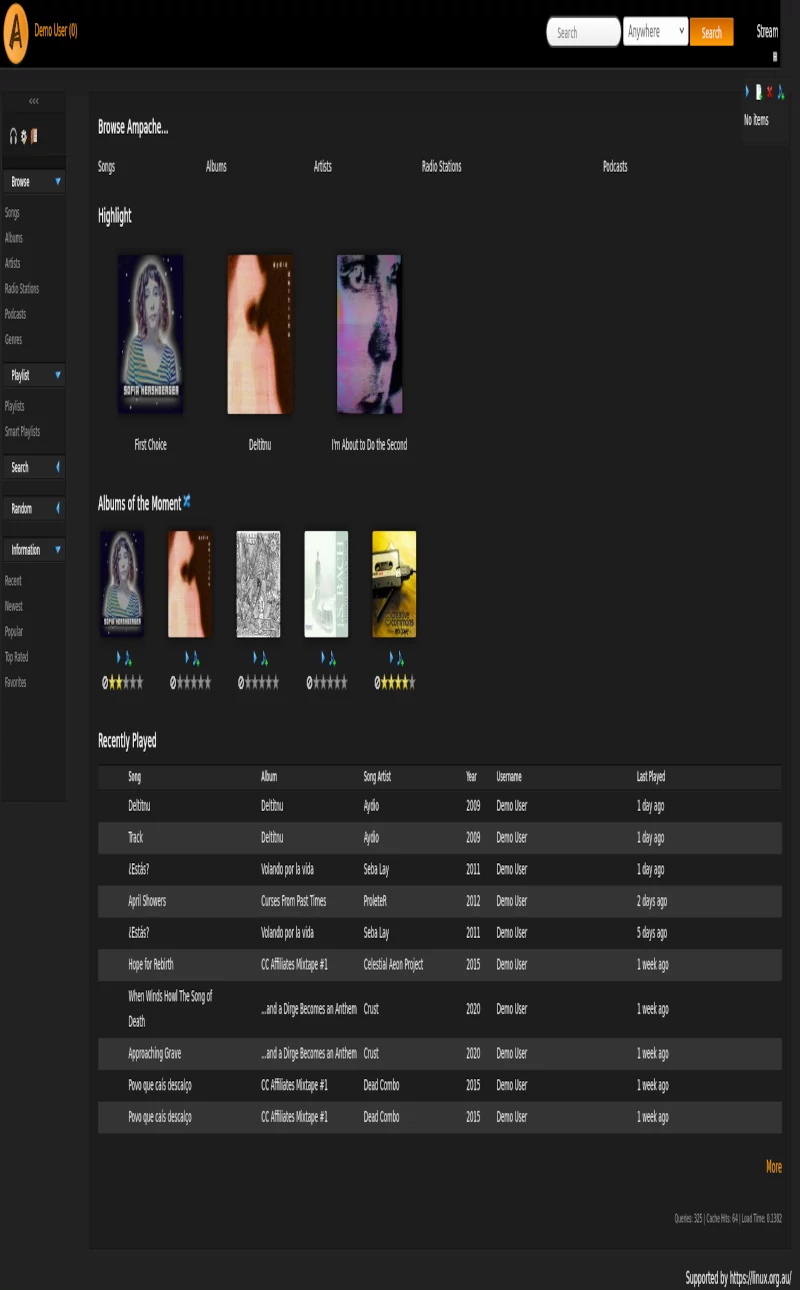 Demo User (0)
Search
Anywhere
Search
Stream
No items
<<<
Browse
Songs
Albums
Artists
Radio Stations
Podcasts
Genres
Playlist
Playlists
Smart Playlists
Search
Random
Information
Recent
Newest
Popular
Top Rated
Favorites
Browse Ampache...
Songs Albums Artists Radio Stations Podcasts
Highlight
SOFIA HERSHBERGER
aydio
First Choice Deltitnu I'm About to Do the Second
Albums of the Moment
SOFIA HERSHBERGER
J.S. BACH
creative commons
Recently Played
Song Album Song Artist Year Username Last Played
Deltitnu Deltitnu Aydio 2009 Demo User 1 day ago
Track Deltitnu Aydio 2009 Demo User 1 day ago
¿Estás? Volando por la vida Seba Lay 2011 Demo User 1 day ago
April Showers Curses From Past Times ProleteR 2012 Demo User 2 days ago
¿Estás? Volando por la vida Seba Lay 2011 Demo User 5 days ago
Hope for Rebirth CC Affiliates Mixtape #1 Celestial Aeon Project 2015 Demo User 1 week ago
When Winds Howl The Song of
Death ...and a Dirge Becomes an Anthem Crust 2020 Demo User 1 week ago
Approaching Grave ...and a Dirge Becomes an Anthem Crust 2020 Demo User 1 week ago
Povo que caís descalço CC Affiliates Mixtape #1 Dead Combo 2015 Demo User 1 week ago
Povo que caís descalço CC Affiliates Mixtape #1 Dead Combo 2015 Demo User 1 week ago
More
Queries: 325 | Cache Hits: 64 | Load Time: 0.1382
Supported by https://linux.org.au/